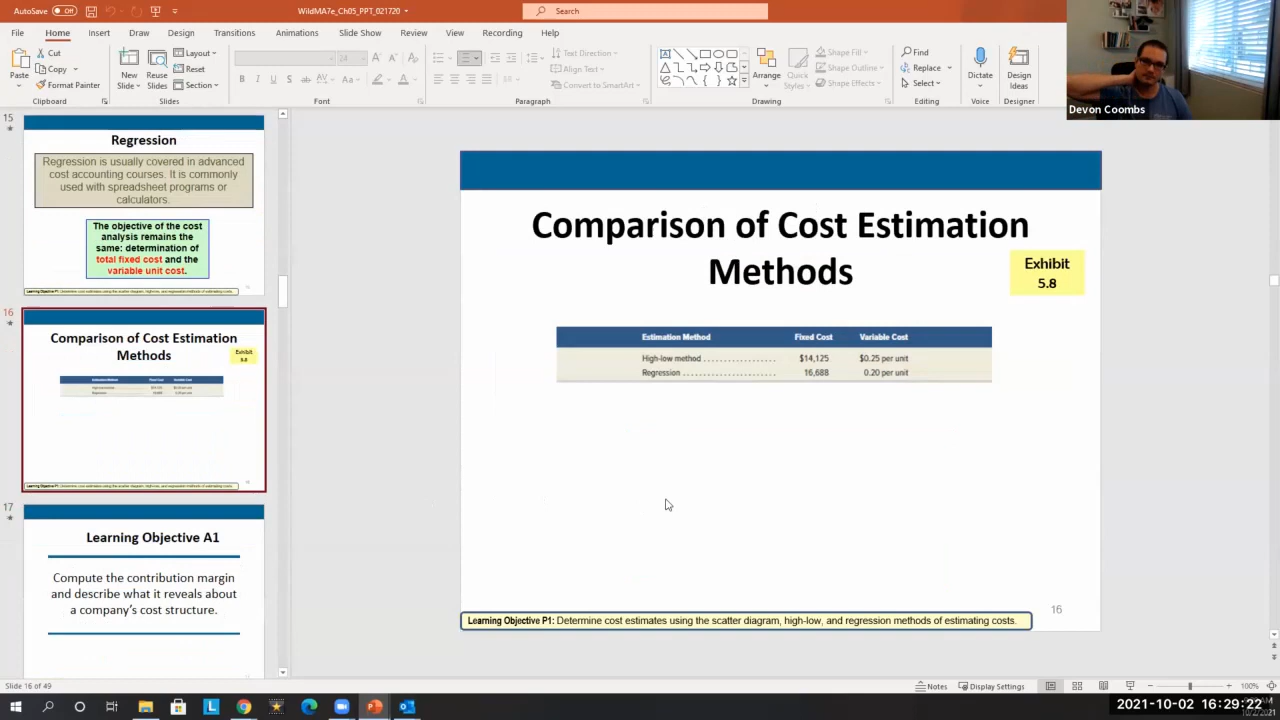 AutoSave Off
WildMA7e_Ch05_PPT_021720
Search
File Home Insert Draw Design Transitions Animations Slide Show Review View Recording Help
Paste
Cut
Copy
Format Painter
Clipboard
New Slide
Reuse Slides
Layout
Reset
Section
Slides
Font
Text Direction
Align Text
Convert to SmartArt
Paragraph
Arrange
Quick Styles
Shape Fill
Shape Outline
Shape Effects
Drawing
Find
Replace
Select
Editing
Dictate
Voice
Design Ideas
Designer
Devon Coombs
15
Regression
Regression is usually covered in advanced
cost accounting courses. It is commonly
used with spreadsheet programs or
calculators.
The objective of the cost
analysis remains the
same: determination of
total fixed cost and the
variable unit cost.
16
Comparison of Cost Estimation
Methods
Exhibit
5.8
17
Learning Objective A1
Compute the contribution margin
and describe what it reveals about
a company's cost structure.
Comparison of Cost Estimation
Methods
Exhibit
5.8
Estimation Method Fixed Cost Variable Cost
High-low method .................. $14,125 $0.25 per unit
Regression ....................... 16,688 0.20 per unit
16
Learning Objective P1: Determine cost estimates using the scatter diagram, high-low, and regression methods of estimating costs.
Slide 16 of 49
Notes
Display Settings
100%
2021-10-02 16:29:22